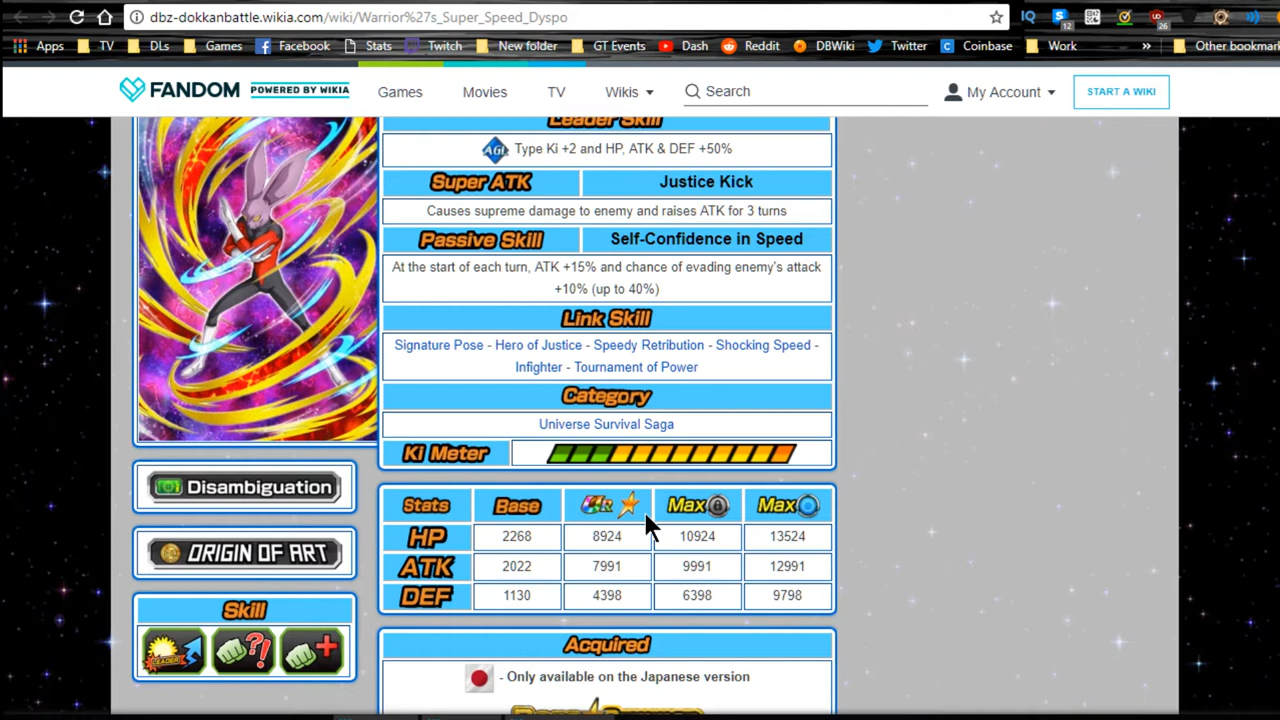 dbz-dokkanbattle.wikia.com/wiki/Warrior%27s_Super_Speed_Dyspo
IQ
12
26
Apps
TV
DLs
Games
Facebook
Stats
Twitch
New folder
GT Events
Dash
Reddit
DBWiki
Twitter
Coinbase
Work
»
Other bookmar
FANDOM POWERED BY WIKIA
Games
Movies
TV
Wikis
Search
My Account
START A WIKI
Leader Skill
AGL Type Ki +2 and HP, ATK & DEF +50%
Super ATK
Justice Kick
Causes supreme damage to enemy and raises ATK for 3 turns
Passive Skill
Self-Confidence in Speed
At the start of each turn, ATK +15% and chance of evading enemy's attack
+10% (up to 40%)
Link Skill
Signature Pose - Hero of Justice - Speedy Retribution - Shocking Speed -
Infighter - Tournament of Power
Category
Universe Survival Saga
Ki Meter
Disambiguation
ORIGIN OF ART
Skill
LEADER
Stats Base Max Max
HP 2268 8924 10924 13524
ATK 2022 7991 9991 12991
DEF 1130 4398 6398 9798
Acquired
- Only available on the Japanese version